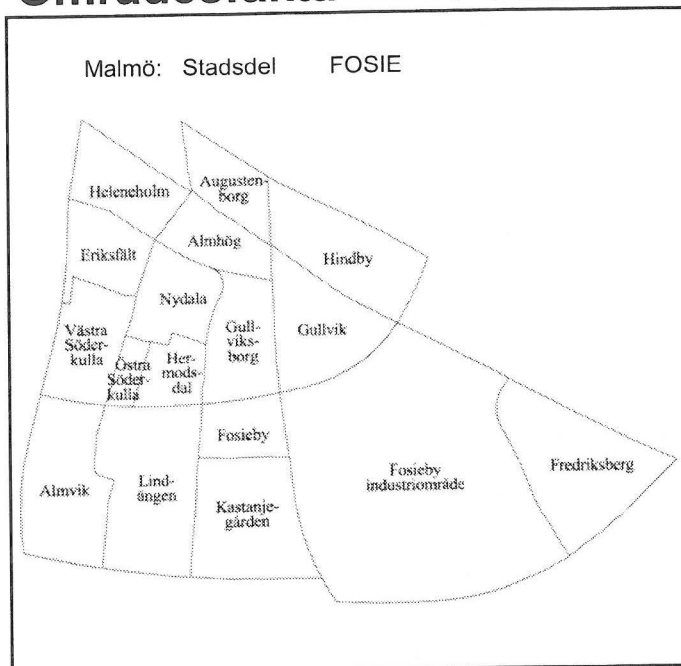 Malmö: Stadsdel FOSIE
Heleneholm
Augusten-
borg
Almhög
Eriksfält
Hindby
Nydala
Gullvik
Västra
Söder-
kulla
Gull-
viks-
borg
Östra
Söder-
kulla
Her-
mods-
dal
Fosieby
Almvik
Lind-
ängen
Kastanje-
gården
Fosieby
industriområde
Fredriksberg